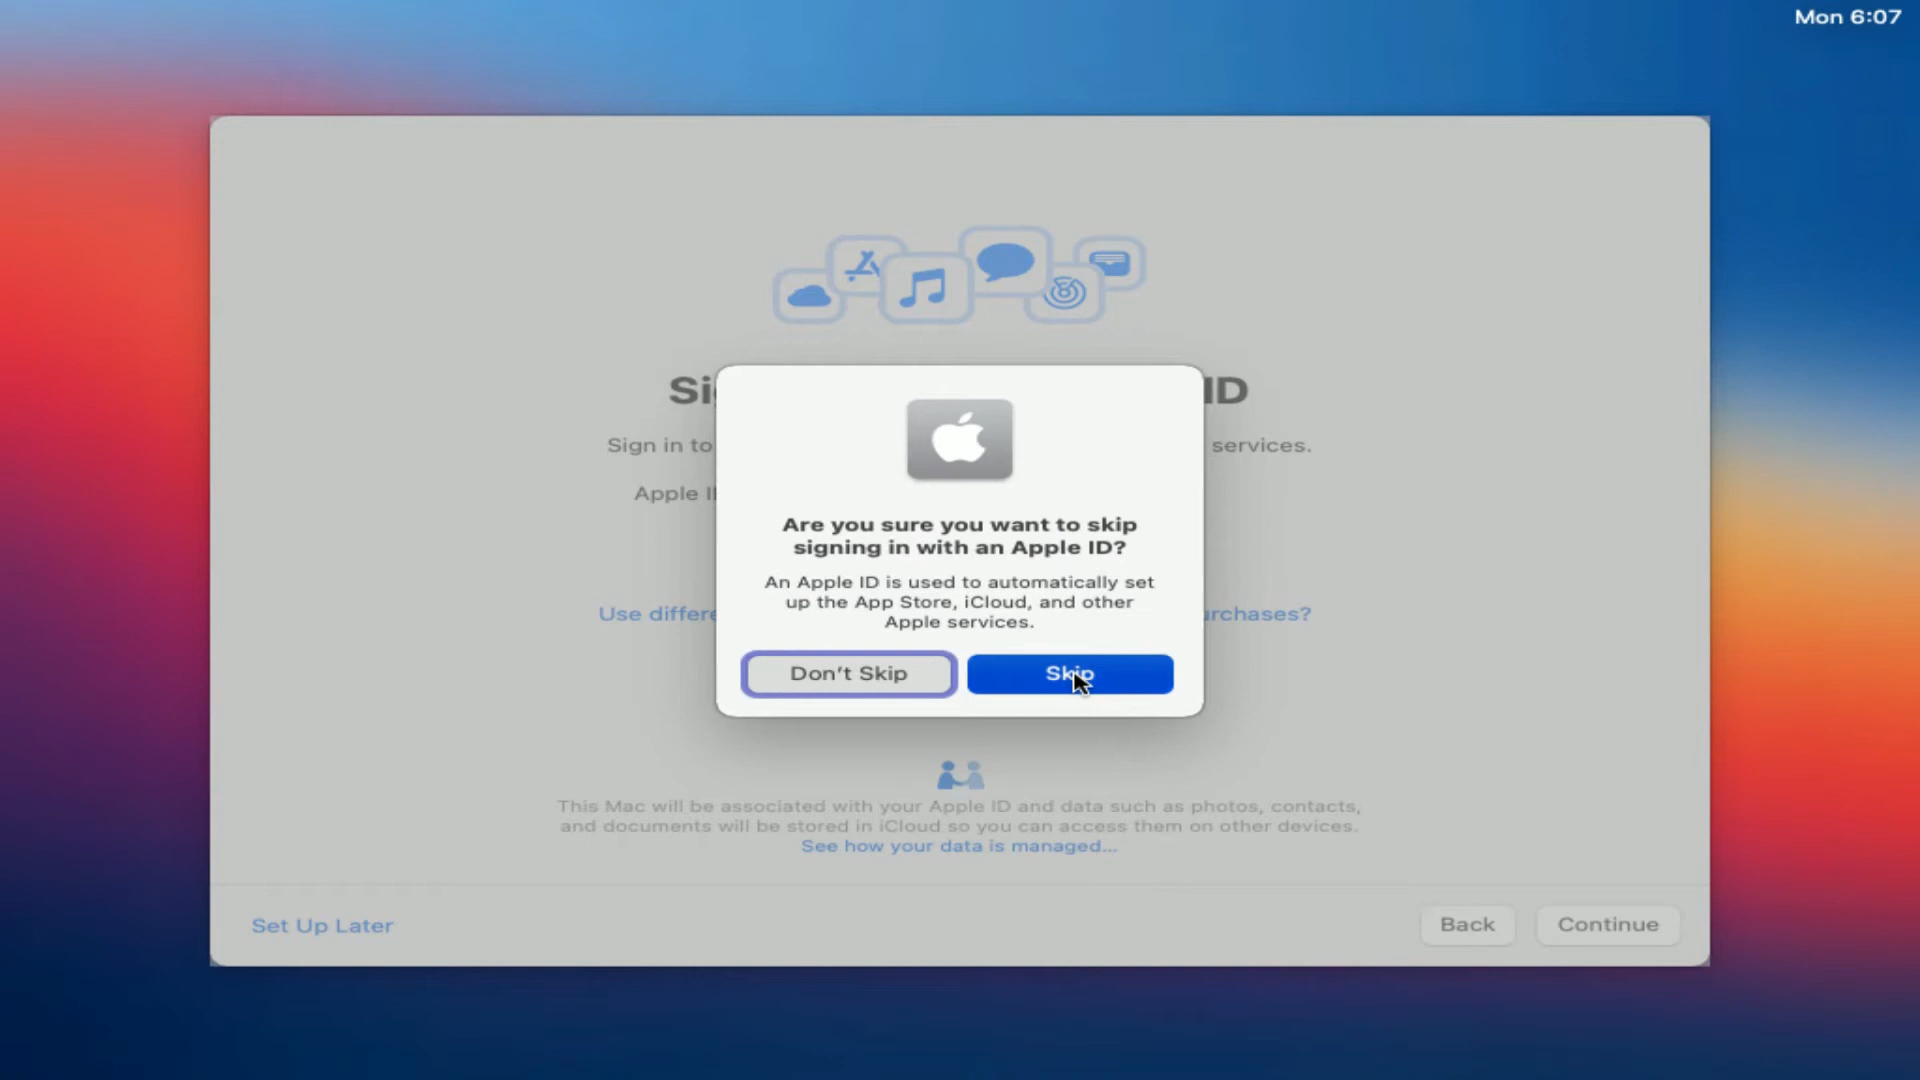 Mon 6:07
Si ID
Sign in to services.
Apple I
Are you sure you want to skip
signing in with an Apple ID?
An Apple ID is used to automatically set
up the App Store, iCloud, and other
Apple services.
Use differe urchases?
Don't Skip Skip
This Mac will be associated with your Apple ID and data such as photos, contacts,
and documents will be stored in iCloud so you can access them on other devices.
See how your data is managed...
Set Up Later Back Continue